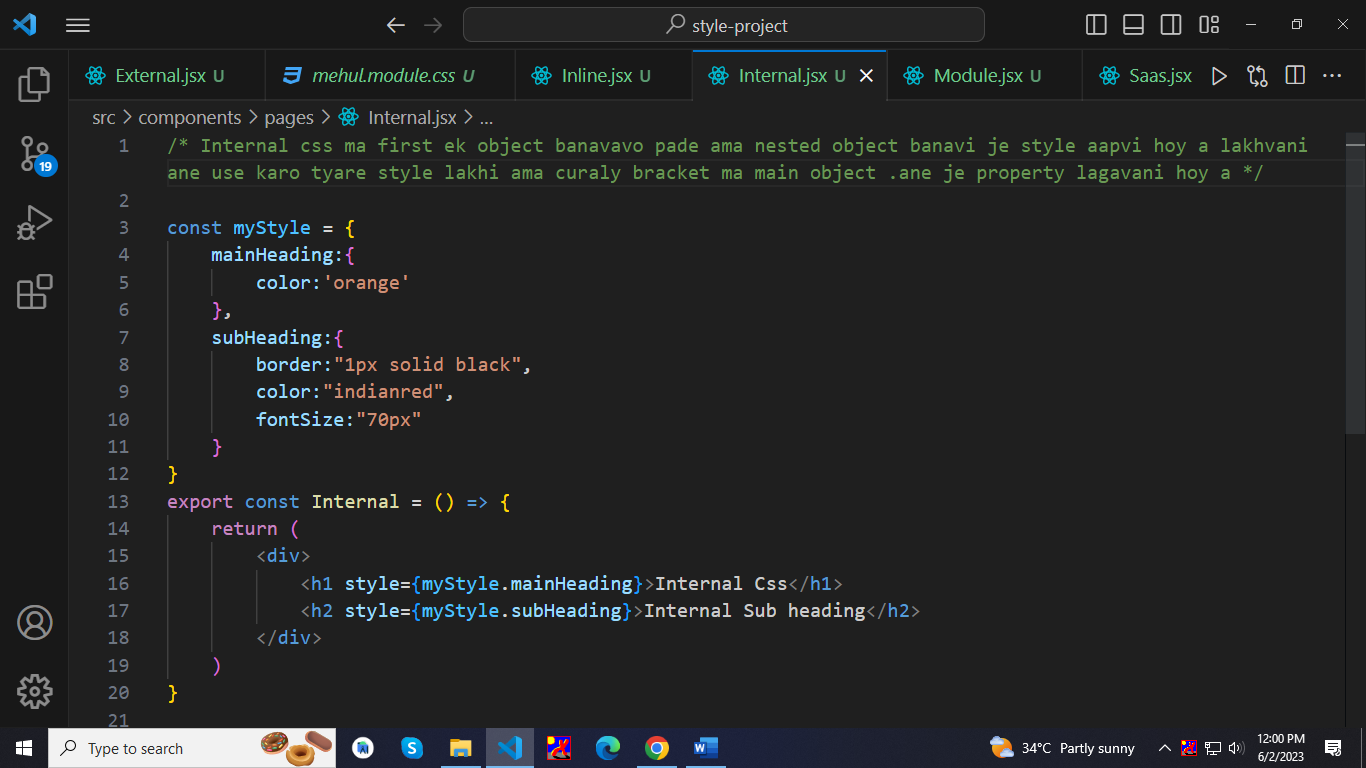 style-project
External.jsx U
mehul.module.css U
Inline.jsx U
Internal.jsx U
Module.jsx U
Saas.jsx
src > components > pages > Internal.jsx > ...
1 /* Internal css ma first ek object banavavo pade ama nested object banavi je style aapvi hoy a lakhvani
ane use karo tyare style lakhi ama curaly bracket ma main object .ane je property lagavani hoy a */
2
3 const myStyle = {
4 mainHeading:{
5 color:'orange'
6 },
7 subHeading:{
8 border:"1px solid black",
9 color:"indianred",
10 fontSize:"70px"
11 }
12 }
13 export const Internal = () => {
14 return (
15 <div>
16 <h1 style={myStyle.mainHeading}>Internal Css</h1>
17 <h2 style={myStyle.subHeading}>Internal Sub heading</h2>
18 </div>
19 )
20 }
21
19
Type to search
34°C Partly sunny
12:00 PM
6/2/2023